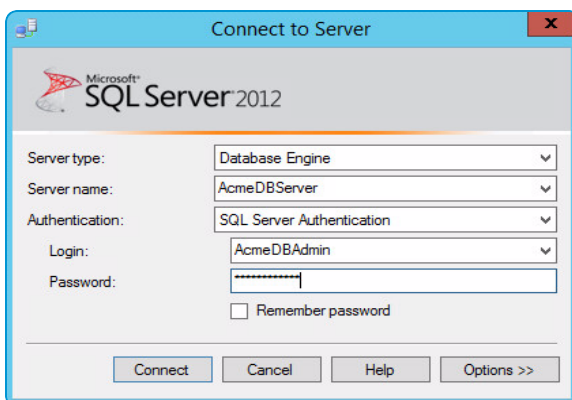 Connect to Server
x
Microsoft®
SQL Server® 2012
Server type: Database Engine
Server name: AcmeDBServer
Authentication: SQL Server Authentication
Login: AcmeDBAdmin
Password: ************
Remember password
Connect Cancel Help Options >>